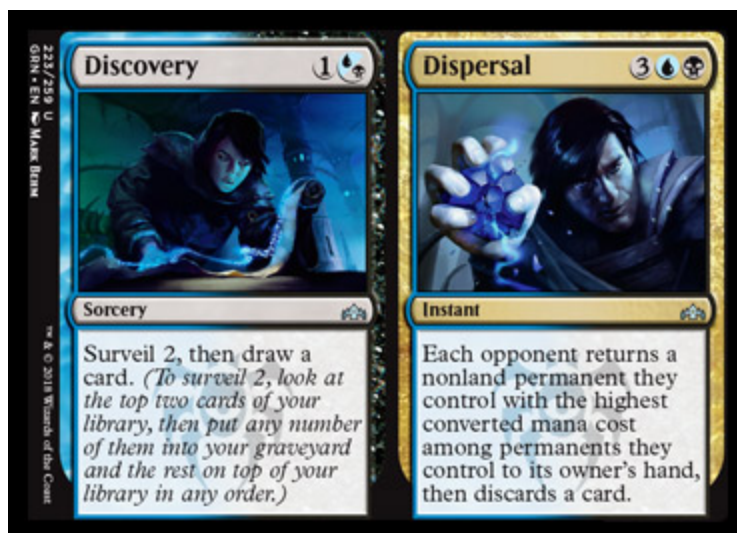 Discovery
1
Sorcery
Surveil 2, then draw a
card. (To surveil 2, look at
the top two cards of your
library, then put any number
of them into your graveyard
and the rest on top of your
library in any order.)
Dispersal
3
Instant
Each opponent returns a
nonland permanent they
control with the highest
converted mana cost
among permanents they
control to its owner's hand,
then discards a card.
223/259 U
GRN • EN MARK BEHM
™ & © 2018 Wizards of the Coast